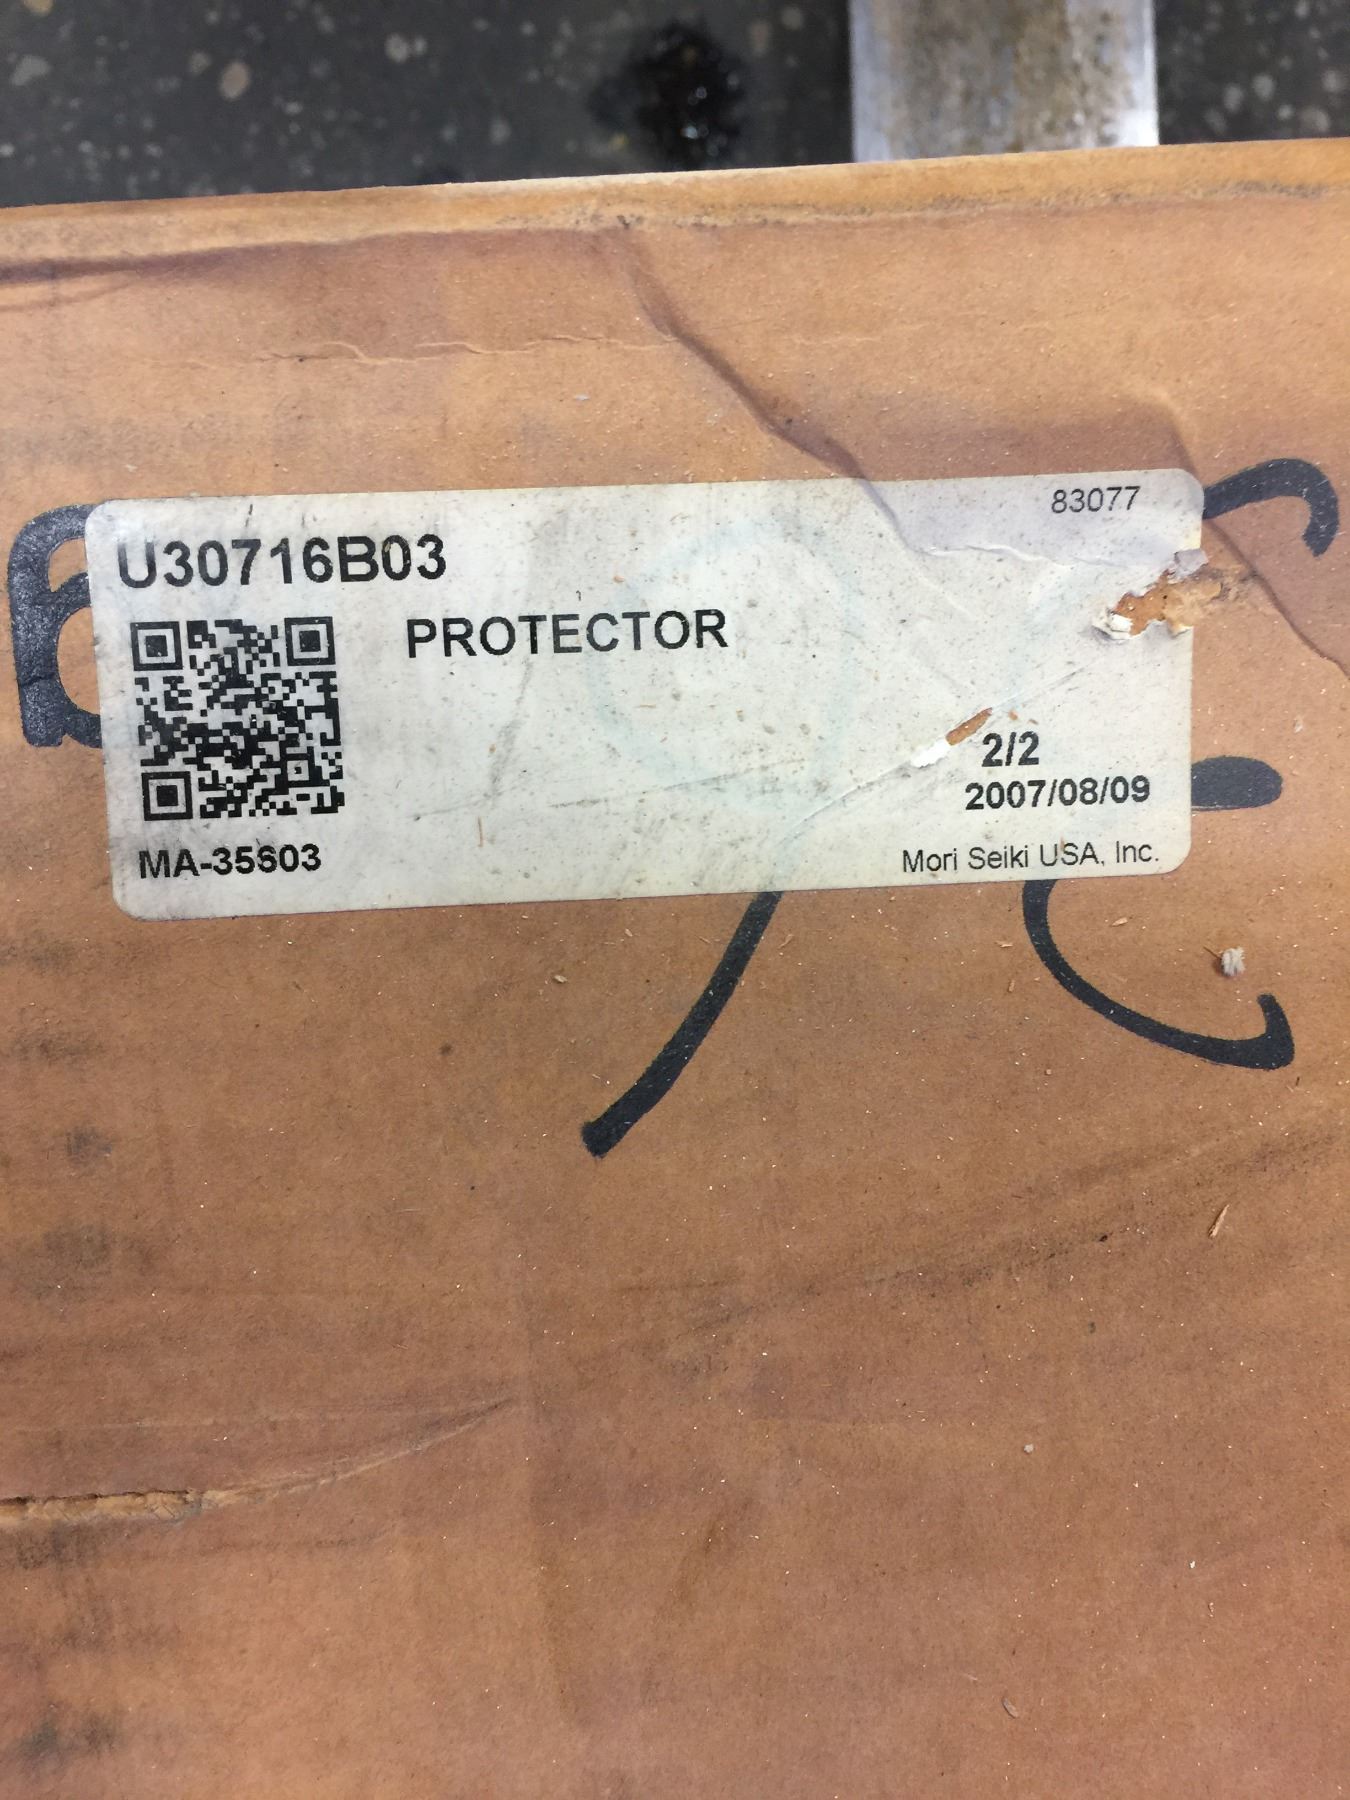 83077
U30716B03
PROTECTOR
2/2
2007/08/09
MA-35603
Mori Seiki USA, Inc.